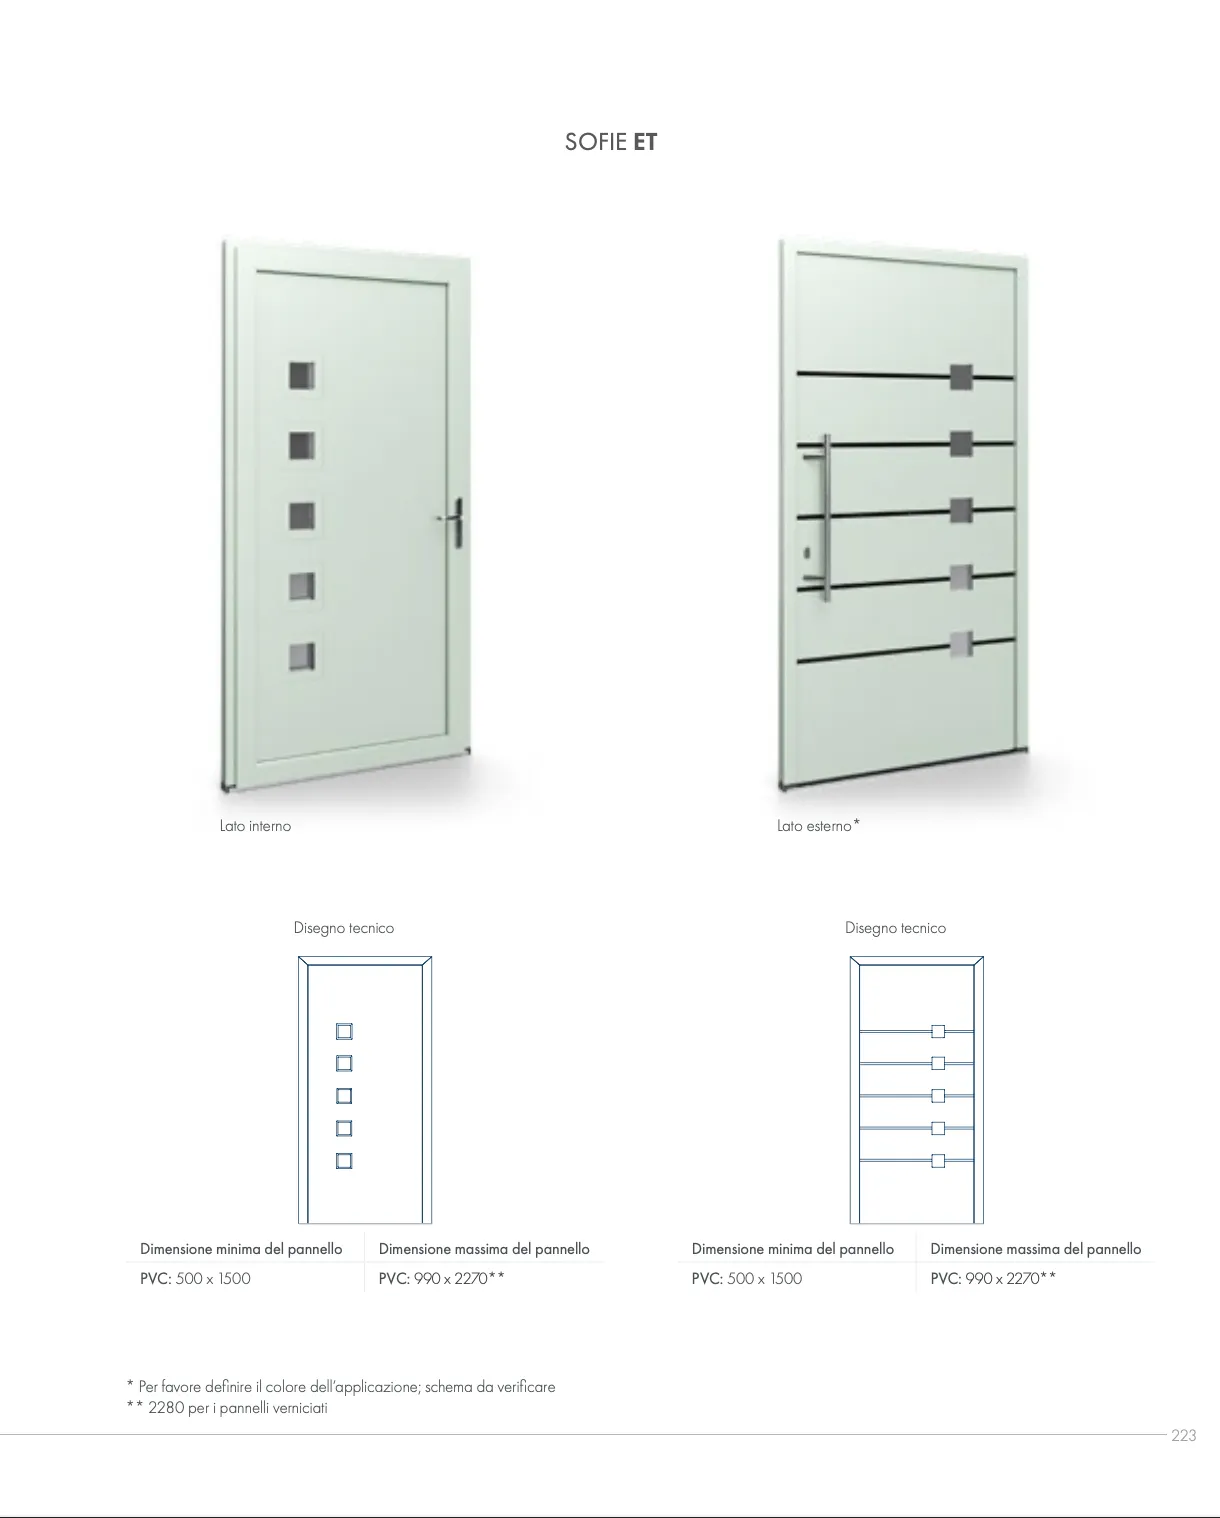 SOFIE ET
Lato interno
Lato esterno*
Disegno tecnico
Disegno tecnico
Dimensione minima del pannello
Dimensione massima del pannello
PVC: 500 x 1500
PVC: 990 x 2270**
Dimensione minima del pannello
Dimensione massima del pannello
PVC: 500 x 1500
PVC: 990 x 2270**
* Per favore definire il colore dell’applicazione; schema da verificare
** 2280 per i pannelli verniciati
223